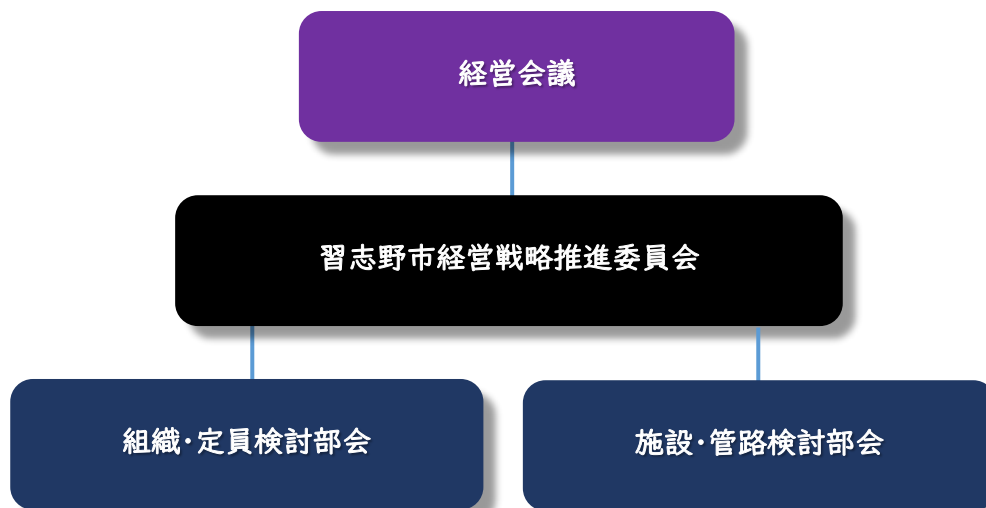 経営会議
習志野市経営戦略推進委員会
組織・定員検討部会
施設・管路検討部会